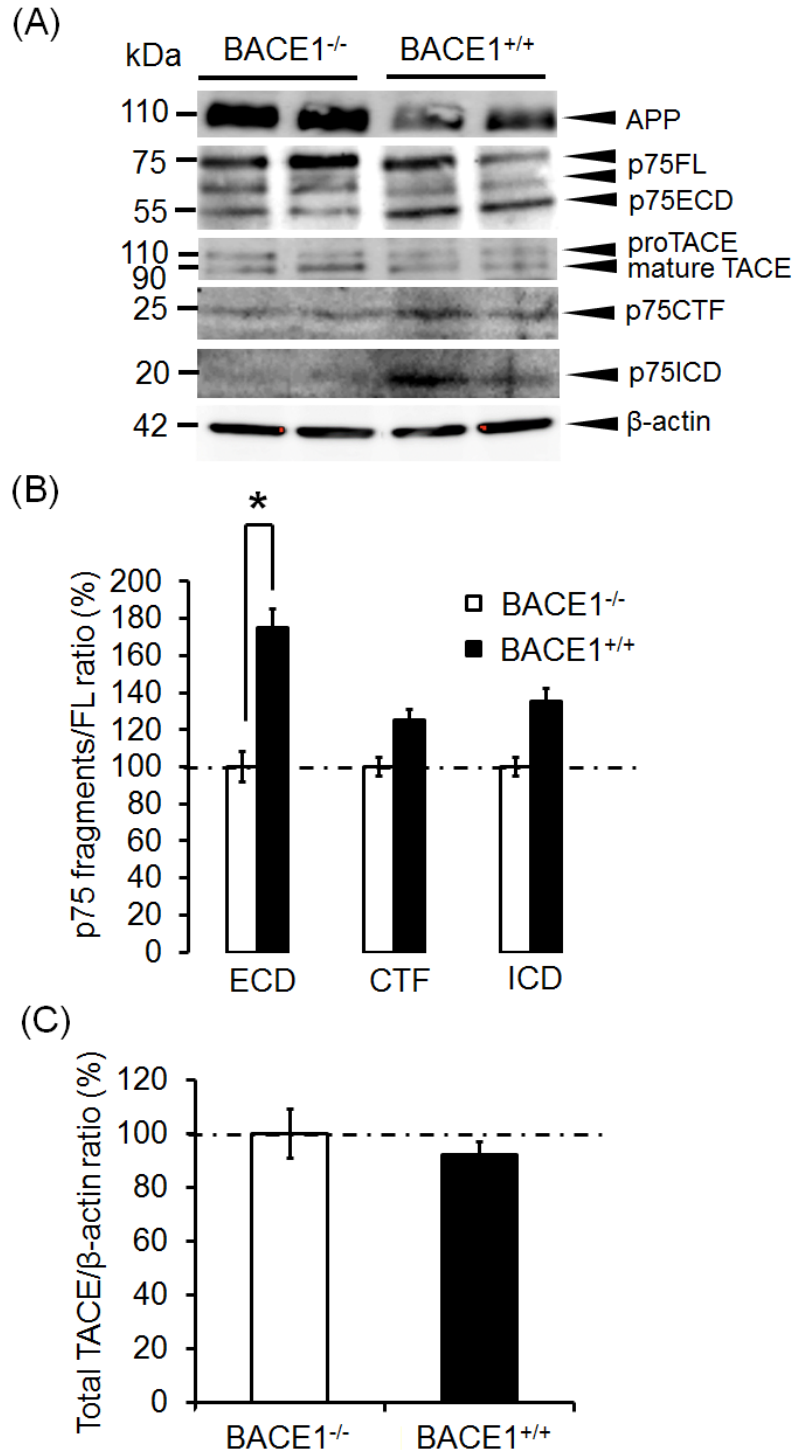 (A)
kDa BACE1-/- BACE1+/+
110 APP
75 p75FL
55 p75ECD
110 proTACE
90 mature TACE
25 p75CTF
20 p75ICD
42 β-actin
(B)
*
p75 fragments/FL ratio (%)
200
180
160
140
120
100
80
60
40
20
0
BACE1-/-
BACE1+/+
ECD CTF ICD
(C)
Total TACE/β-actin ratio (%)
120
100
80
60
40
20
0
BACE1-/- BACE1+/+